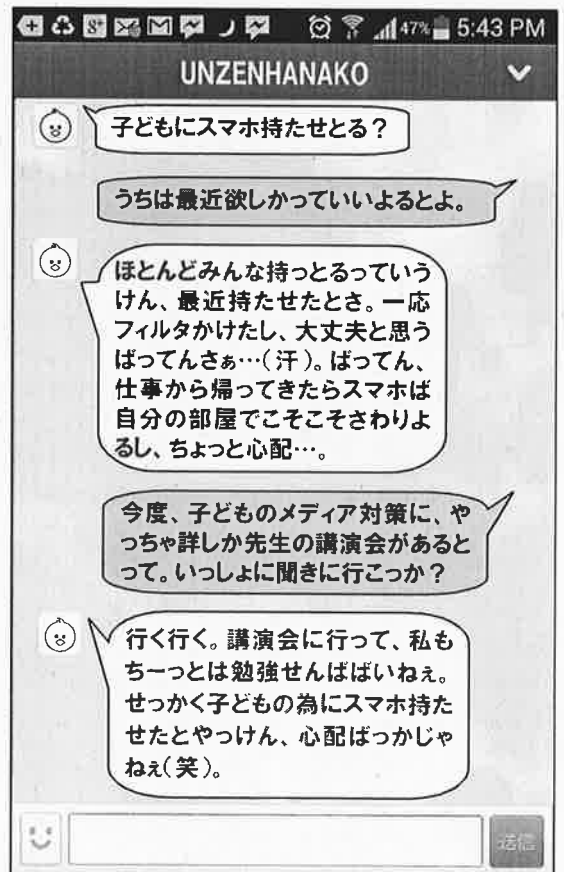 47% 5:43 PM
UNZENHANAKO
子どもにスマホ持たせとる？
うちは最近欲しかっていいよるとよ。
ほとんどみんな持っとるっていう
けん、最近持たせたとさ。一応
フィルタかけたし、大丈夫と思う
ばってんさぁ…(汗)。ばってん、
仕事から帰ってきたらスマホば
自分の部屋でこそこそさわりよ
るし、ちょっと心配…。
今度、子どものメディア対策に、や
っちゃ詳しか先生の講演会があると
って。いっしょに聞きに行こっか？
行く行く。講演会に行って、私も
ち～っとは勉強せんばばいねぇ。
せっかく子どもの為にスマホ持た
せたとやっけん、心配ばっかじゃ
ねぇ(笑)。
送信